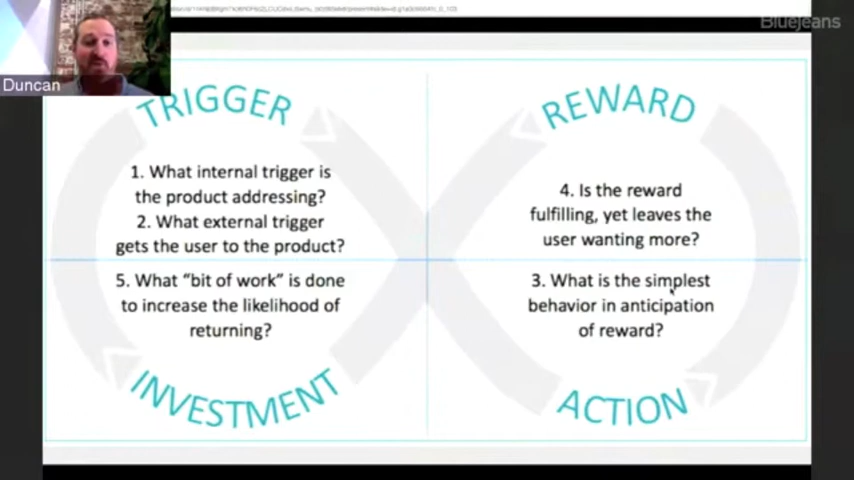 BlueJeans
Duncan
TRIGGER
1. What internal trigger is
the product addressing?
2. What external trigger
gets the user to the product?
REWARD
4. Is the reward
fulfilling, yet leaves the
user wanting more?
5. What “bit of work” is done
to increase the likelihood of
returning?
INVESTMENT
3. What is the simplest
behavior in anticipation
of reward?
ACTION